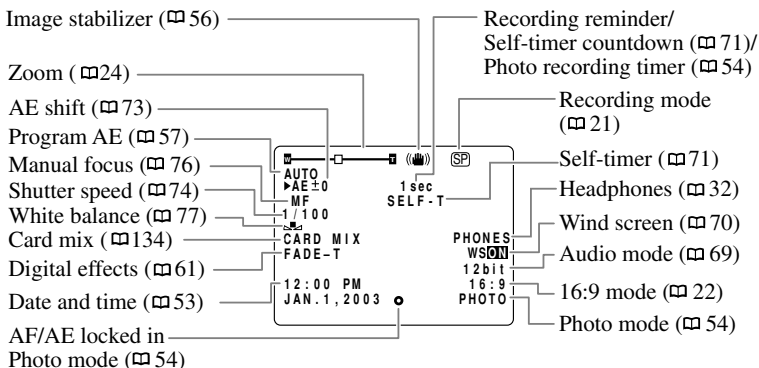 Image stabilizer (56)
Zoom (24)
AE shift (73)
Program AE (57)
Manual focus (76)
Shutter speed (74)
White balance (77)
Card mix (134)
Digital effects (61)
Date and time (53)
AF/AE locked in
Photo mode (54)
W T SP
AUTO
▶AE±0 1sec
MF SELF-T
1/100
CARD MIX PHONES
FADE-T WS ON
12bit
12:00 PM 16:9
JAN.1,2003 PHOTO
Recording reminder/
Self-timer countdown (71)/
Photo recording timer (54)
Recording mode
(21)
Self-timer (71)
Headphones (32)
Wind screen (70)
Audio mode (69)
16:9 mode (22)
Photo mode (54)